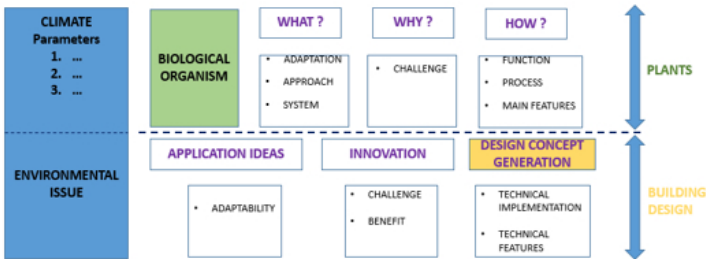 CLIMATE
Parameters
1. ...
2. ...
3. ...
BIOLOGICAL
ORGANISM
WHAT ?
• ADAPTATION
• APPROACH
• SYSTEM
WHY ?
• CHALLENGE
HOW ?
• FUNCTION
• PROCESS
• MAIN FEATURES
PLANTS
ENVIRONMENTAL
ISSUE
APPLICATION IDEAS
• ADAPTABILITY
INNOVATION
• CHALLENGE
• BENEFIT
DESIGN CONCEPT
GENERATION
• TECHNICAL
IMPLEMENTATION
• TECHNICAL
FEATURES
BUILDING
DESIGN